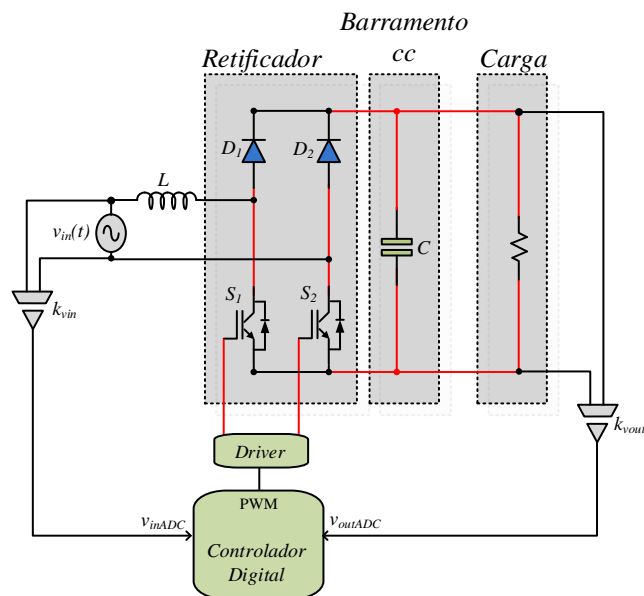 Barramento
cc
Retificador
Carga
D1
D2
L
vin(t)
C
S1
S2
kvin
kvout
Driver
PWM
vinADC
voutADC
Controlador
Digital